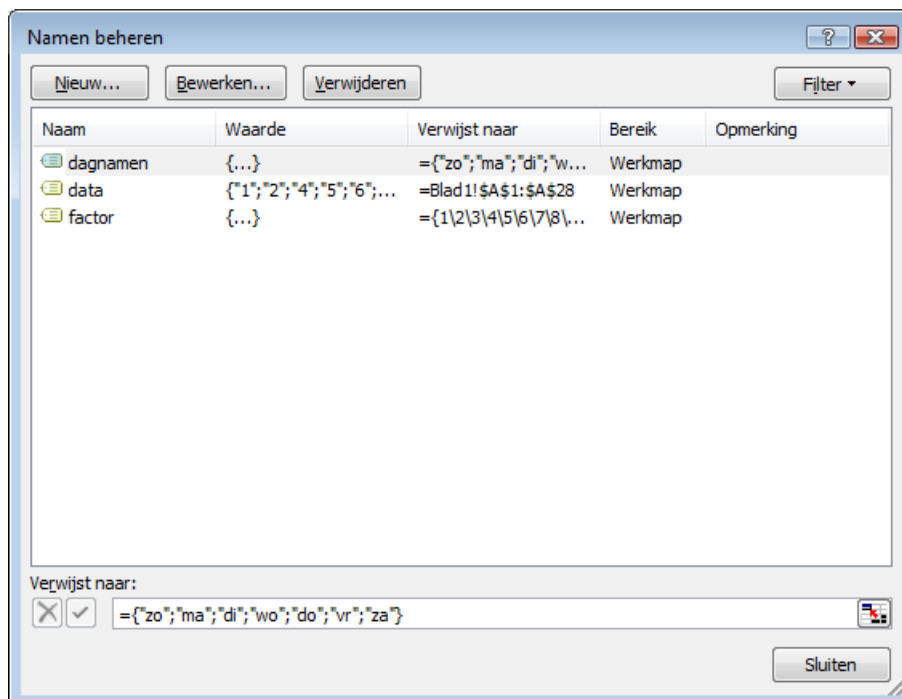 Namen beheren
Nieuw... Bewerken... Verwijderen Filter
Naam Waarde Verwijst naar Bereik Opmerking
dagnamen {...} ={"zo";"ma";"di";"w... Werkmap
data {"1";"2";"4";"5";"6";... =Blad1!$A$1:$A$28 Werkmap
factor {...} ={1\2\3\4\5\6\7\8\... Werkmap
Verwijst naar:
={"zo";"ma";"di";"wo";"do";"vr";"za"}
Sluiten